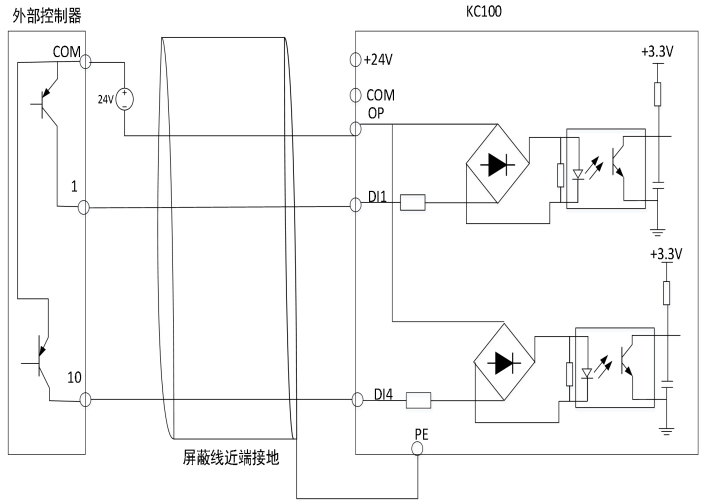 外部控制器
KC100
COM
24V
+
−
+24V
COM
OP
+3.3V
1
DI1
+3.3V
10
DI4
PE
屏蔽线近端接地